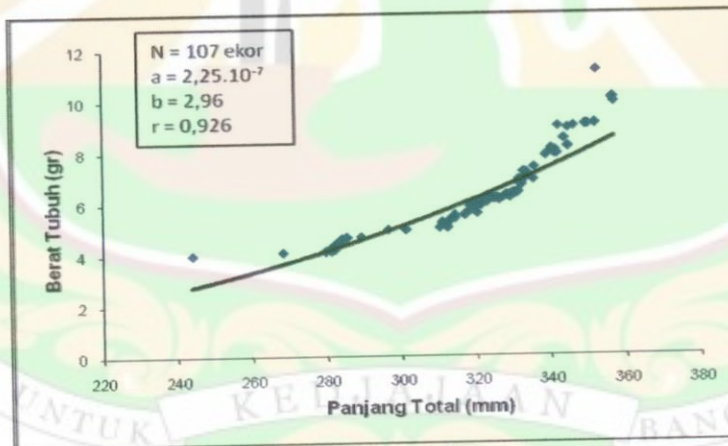 N = 107 ekor
a = 2,25.10⁻⁷
b = 2,96
r = 0,926
Berat Tubuh (gr)
12
10
8
6
4
2
0
220 240 260 280 300 320 340 360 380
Panjang Total (mm)
UNTUK KEDJAJAAN BAN